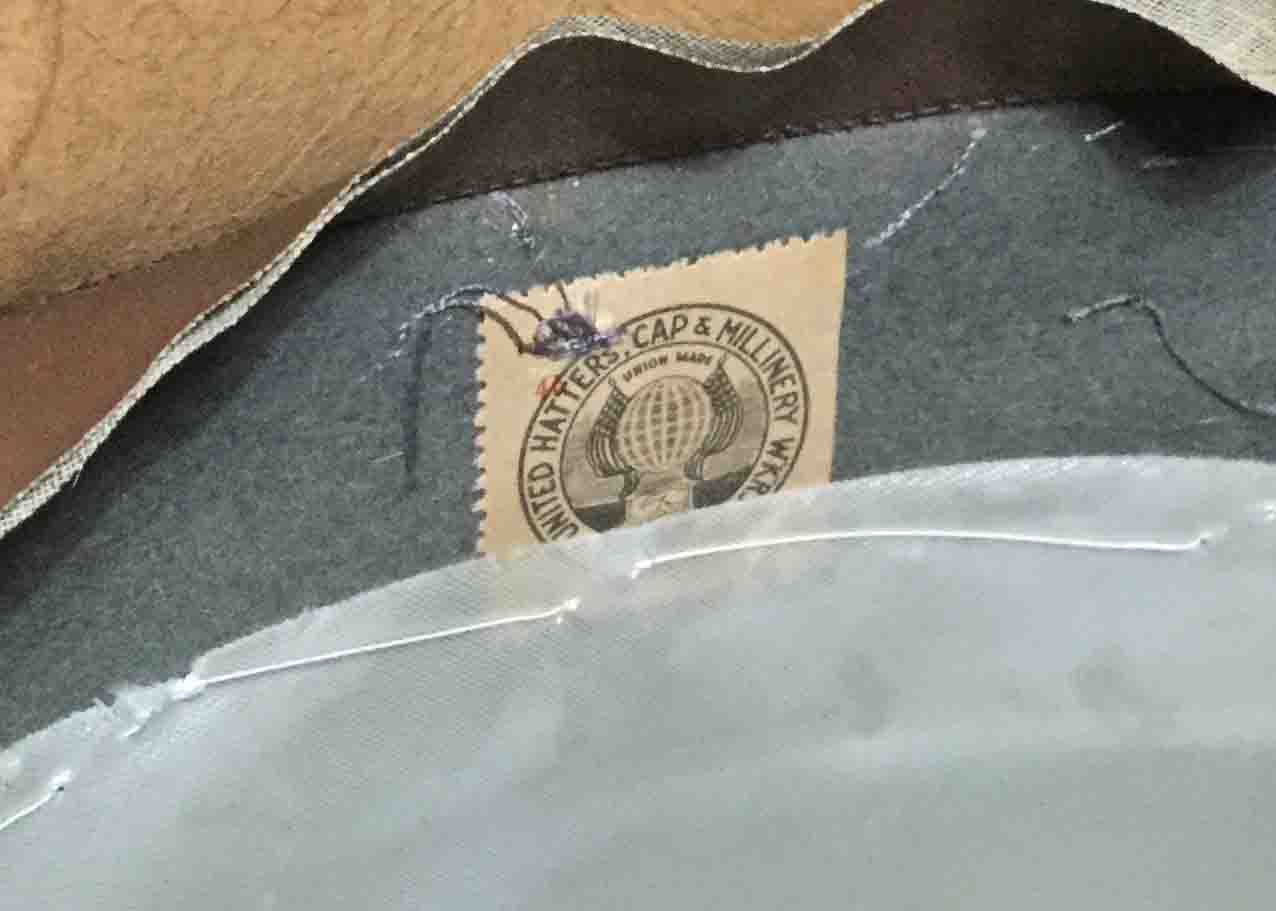 UNITED HATTERS, CAP & MILLINERY WKR
UNION MADE